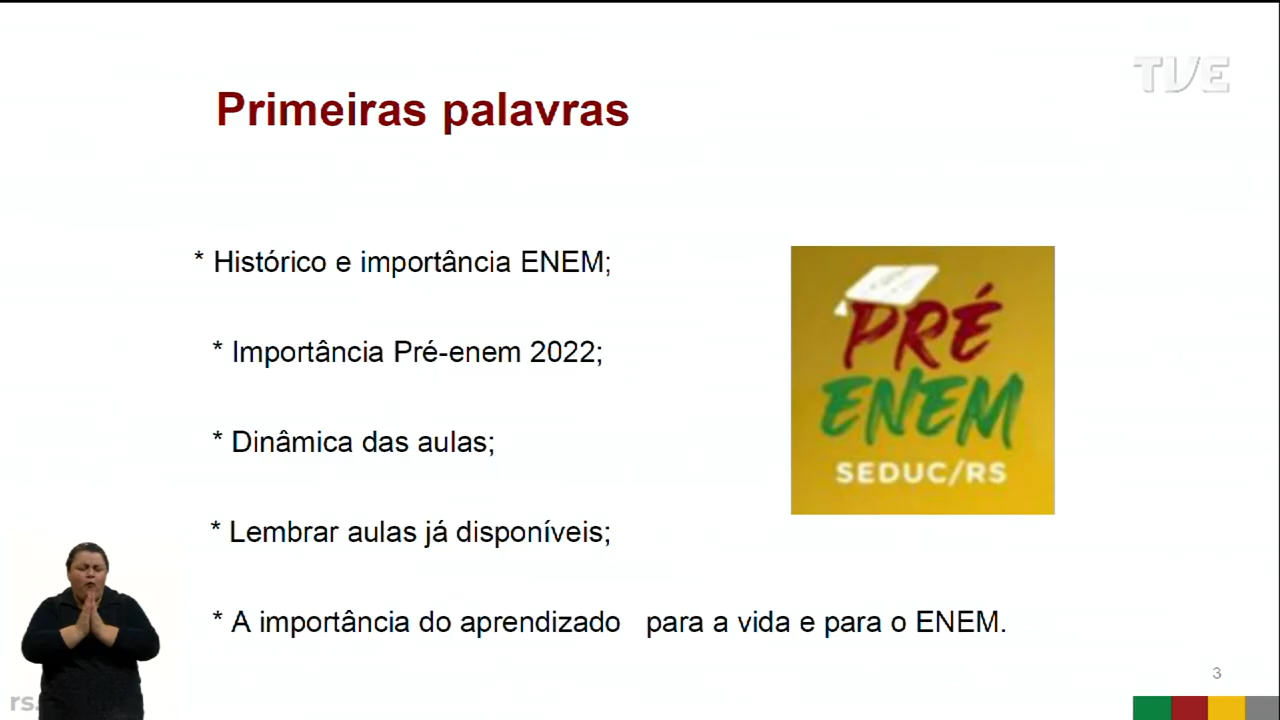 TVE
Primeiras palavras
* Histórico e importância ENEM;
* Importância Pré-enem 2022;
* Dinâmica das aulas;
* Lembrar aulas já disponíveis;
* A importância do aprendizado para a vida e para o ENEM.
PRÉ
ENEM
SEDUC/RS
3
rs.